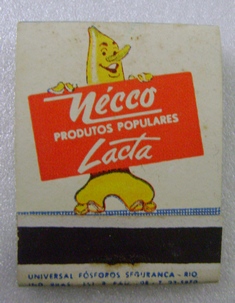 Nécco
PRODUTOS POPULARES
Lacta
UNIVERSAL FÓSFOROS SEGURANÇA - RIO